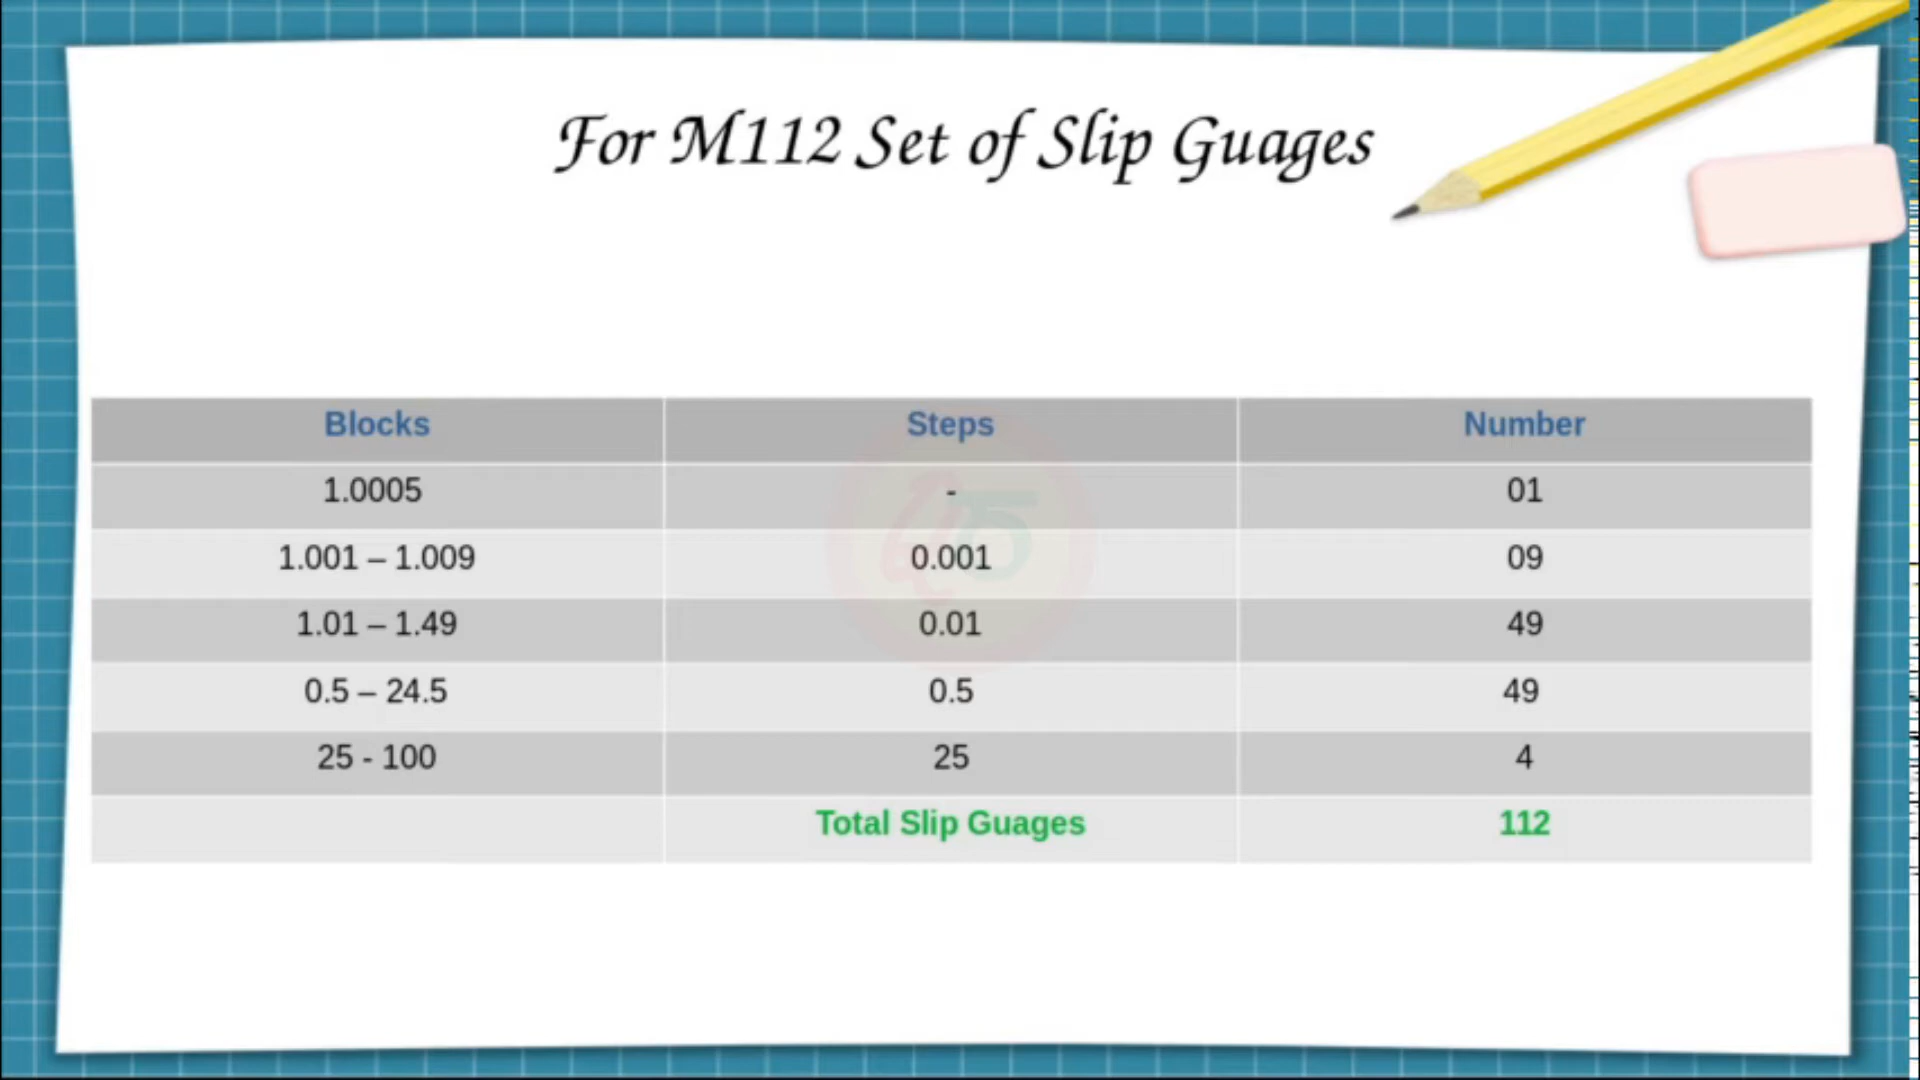 For M112 Set of Slip Guages
Blocks Steps Number
1.0005 - 01
1.001 – 1.009 0.001 09
1.01 – 1.49 0.01 49
0.5 – 24.5 0.5 49
25 - 100 25 4
Total Slip Guages 112